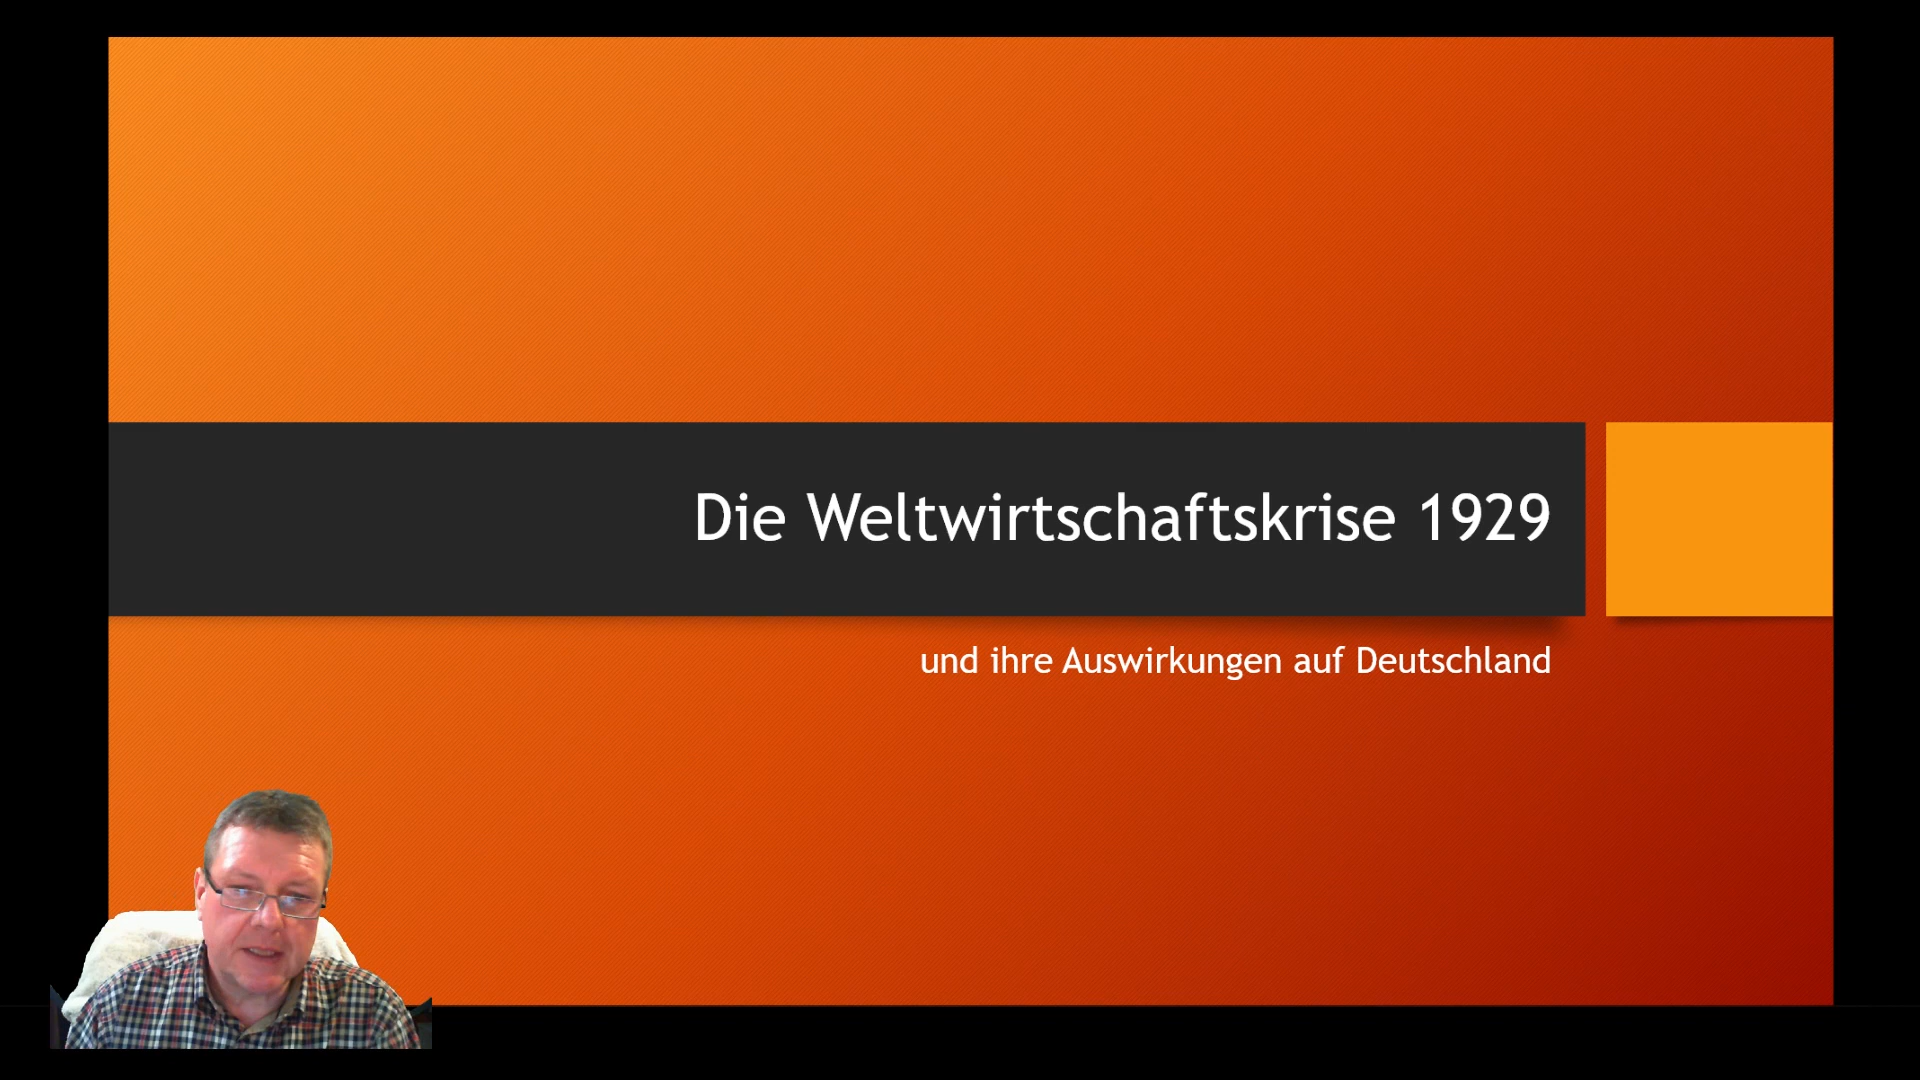 Die Weltwirtschaftskrise 1929
und ihre Auswirkungen auf Deutschland